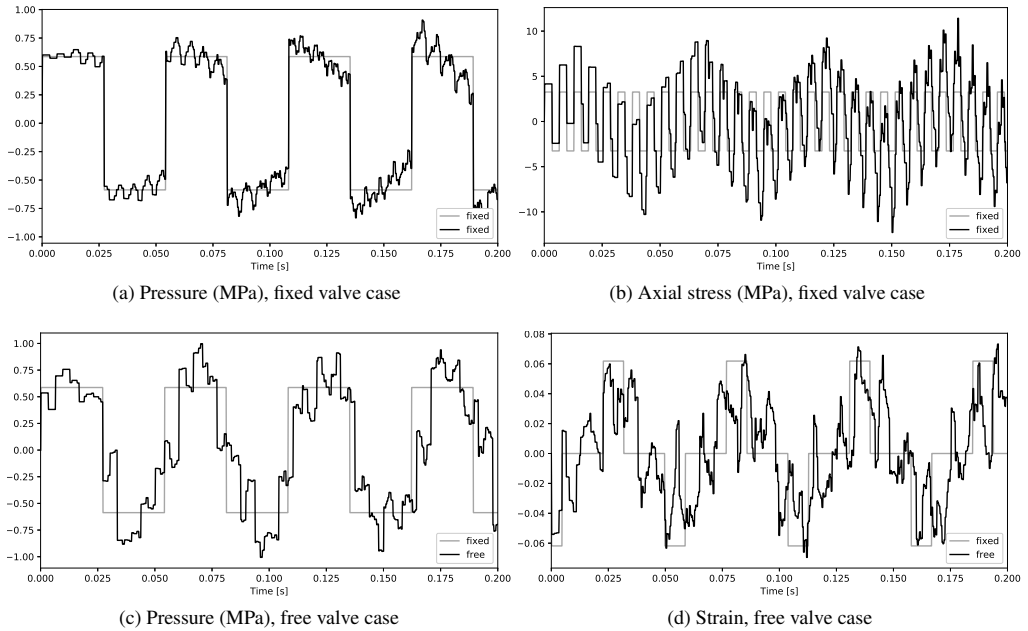 1.00
0.75
0.50
0.25
0.00
−0.25
−0.50
−0.75
−1.00
0.000 0.025 0.050 0.075 0.100 0.125 0.150 0.175 0.200
Time [s]
fixed
fixed
(a) Pressure (MPa), fixed valve case
10
5
0
−5
−10
0.000 0.025 0.050 0.075 0.100 0.125 0.150 0.175 0.200
Time [s]
fixed
fixed
(b) Axial stress (MPa), fixed valve case
1.00
0.75
0.50
0.25
0.00
−0.25
−0.50
−0.75
−1.00
0.000 0.025 0.050 0.075 0.100 0.125 0.150 0.175 0.200
Time [s]
fixed
free
(c) Pressure (MPa), free valve case
0.08
0.06
0.04
0.02
0.00
−0.02
−0.04
−0.06
0.000 0.025 0.050 0.075 0.100 0.125 0.150 0.175 0.200
Time [s]
fixed
free
(d) Strain, free valve case